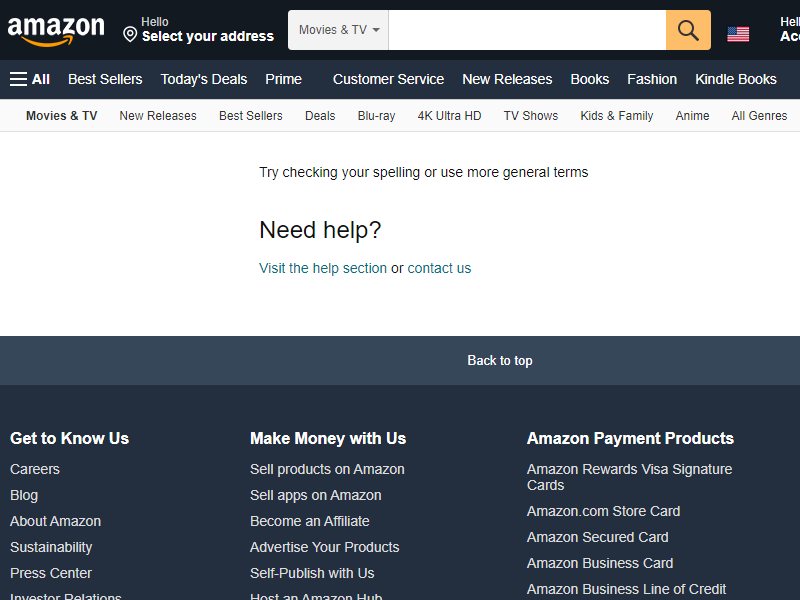 amazon
Hello
Select your address
Movies & TV
Hell
Acc
All Best Sellers Today's Deals Prime Customer Service New Releases Books Fashion Kindle Books
Movies & TV New Releases Best Sellers Deals Blu-ray 4K Ultra HD TV Shows Kids & Family Anime All Genres
Try checking your spelling or use more general terms
Need help?
Visit the help section or contact us
Back to top
Get to Know Us
Careers
Blog
About Amazon
Sustainability
Press Center
Investor Relations
Make Money with Us
Sell products on Amazon
Sell apps on Amazon
Become an Affiliate
Advertise Your Products
Self-Publish with Us
Host an Amazon Hub
Amazon Payment Products
Amazon Rewards Visa Signature
Cards
Amazon.com Store Card
Amazon Secured Card
Amazon Business Card
Amazon Business Line of Credit